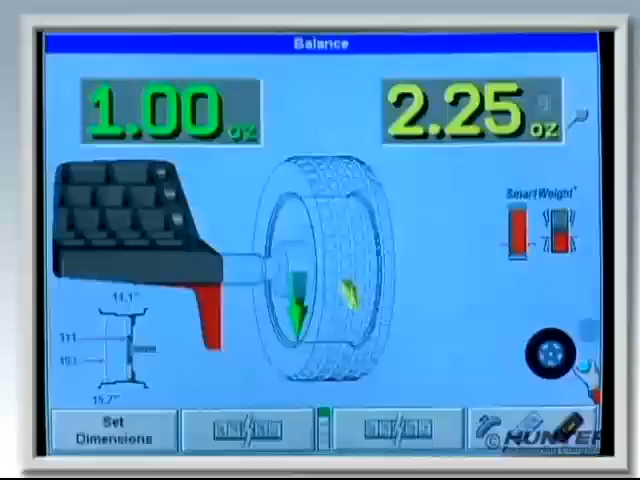 Balance
1.00 oz
2.25 oz
SmartWeight
14.1"
15.7"
Set
Dimensions
© HUNTER